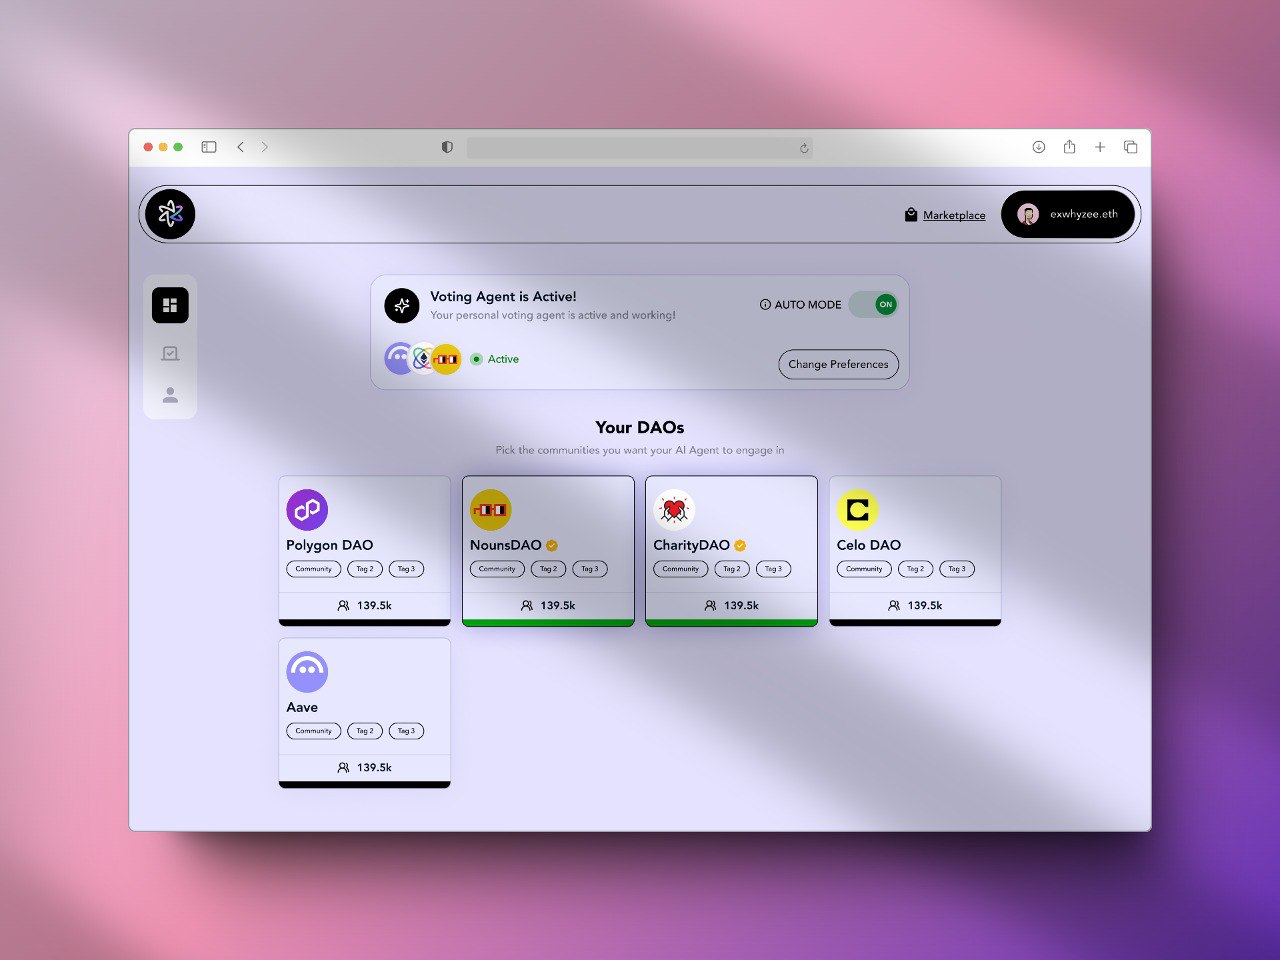 Marketplace
exwhyzee.eth
Voting Agent is Active!
Your personal voting agent is active and working!
AUTO MODE
ON
Active
Change Preferences
Your DAOs
Pick the communities you want your AI Agent to engage in
Polygon DAO
Community Tag 2 Tag 3
139.5k
NounsDAO
Community Tag 2 Tag 3
139.5k
CharityDAO
Community Tag 2 Tag 3
139.5k
Celo DAO
Community Tag 2 Tag 3
139.5k
Aave
Community Tag 2 Tag 3
139.5k